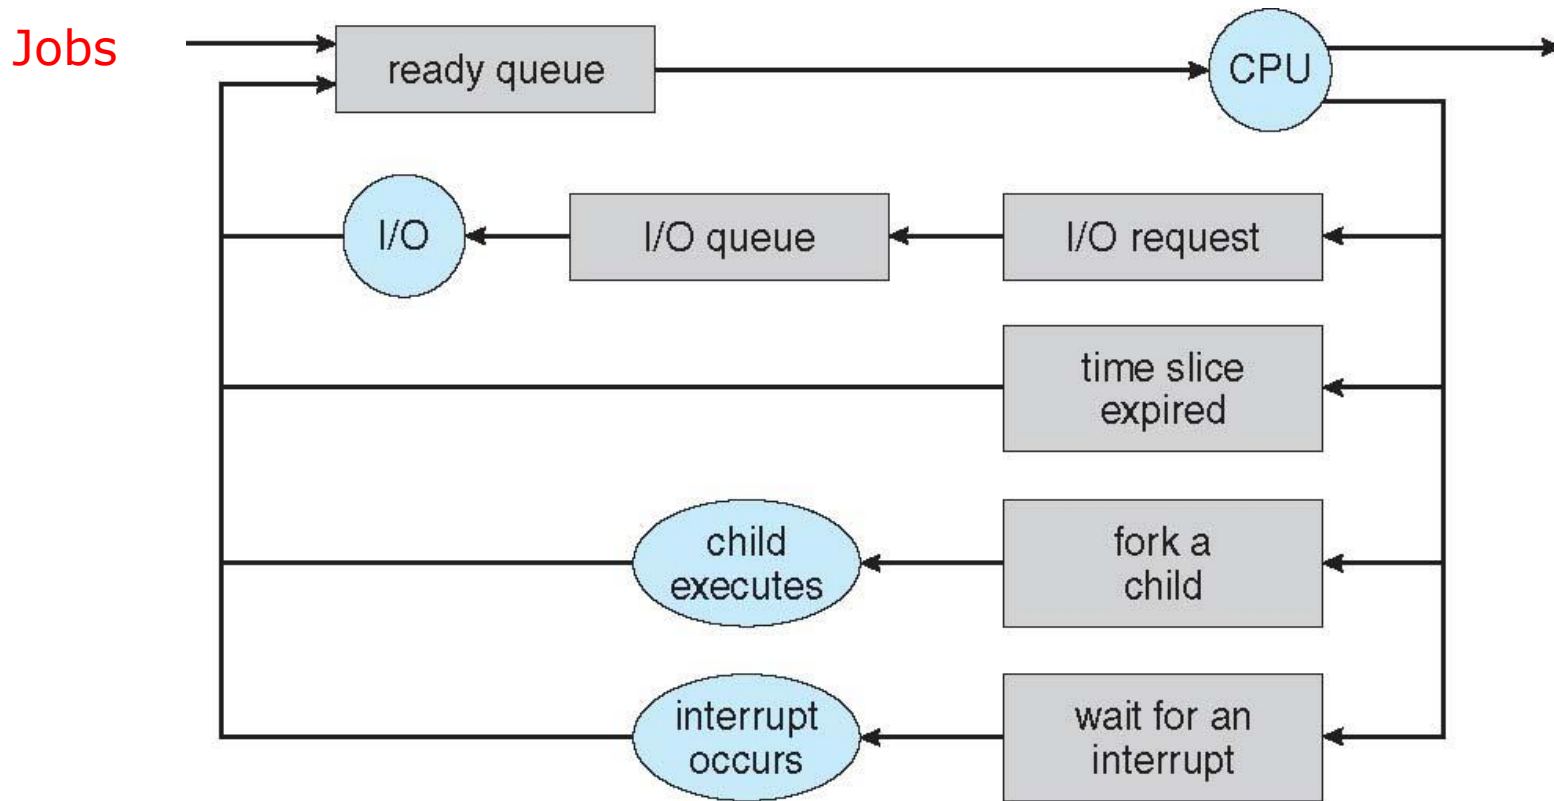 Jobs
ready queue
CPU
I/O
I/O queue
I/O request
time slice
expired
child
executes
fork a
child
interrupt
occurs
wait for an
interrupt